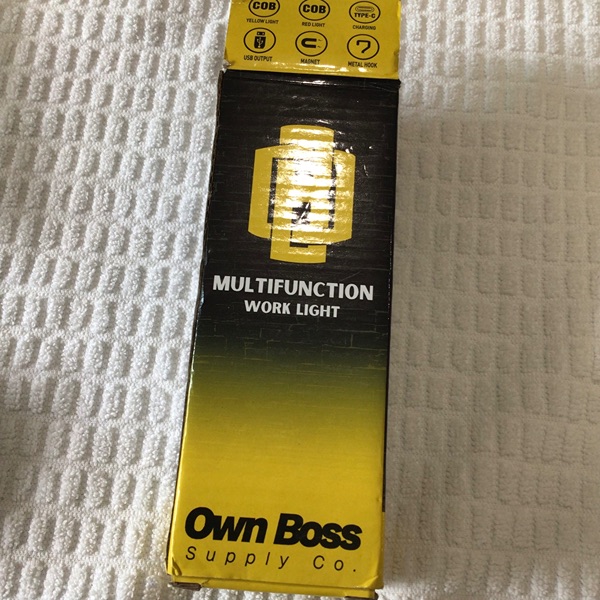 COB COB TYPE-C
YELLOW LIGHT RED LIGHT CHARGING
USB OUTPUT MAGNET METAL HOOK
MULTIFUNCTION
WORK LIGHT
Own Boss
Supply Co.